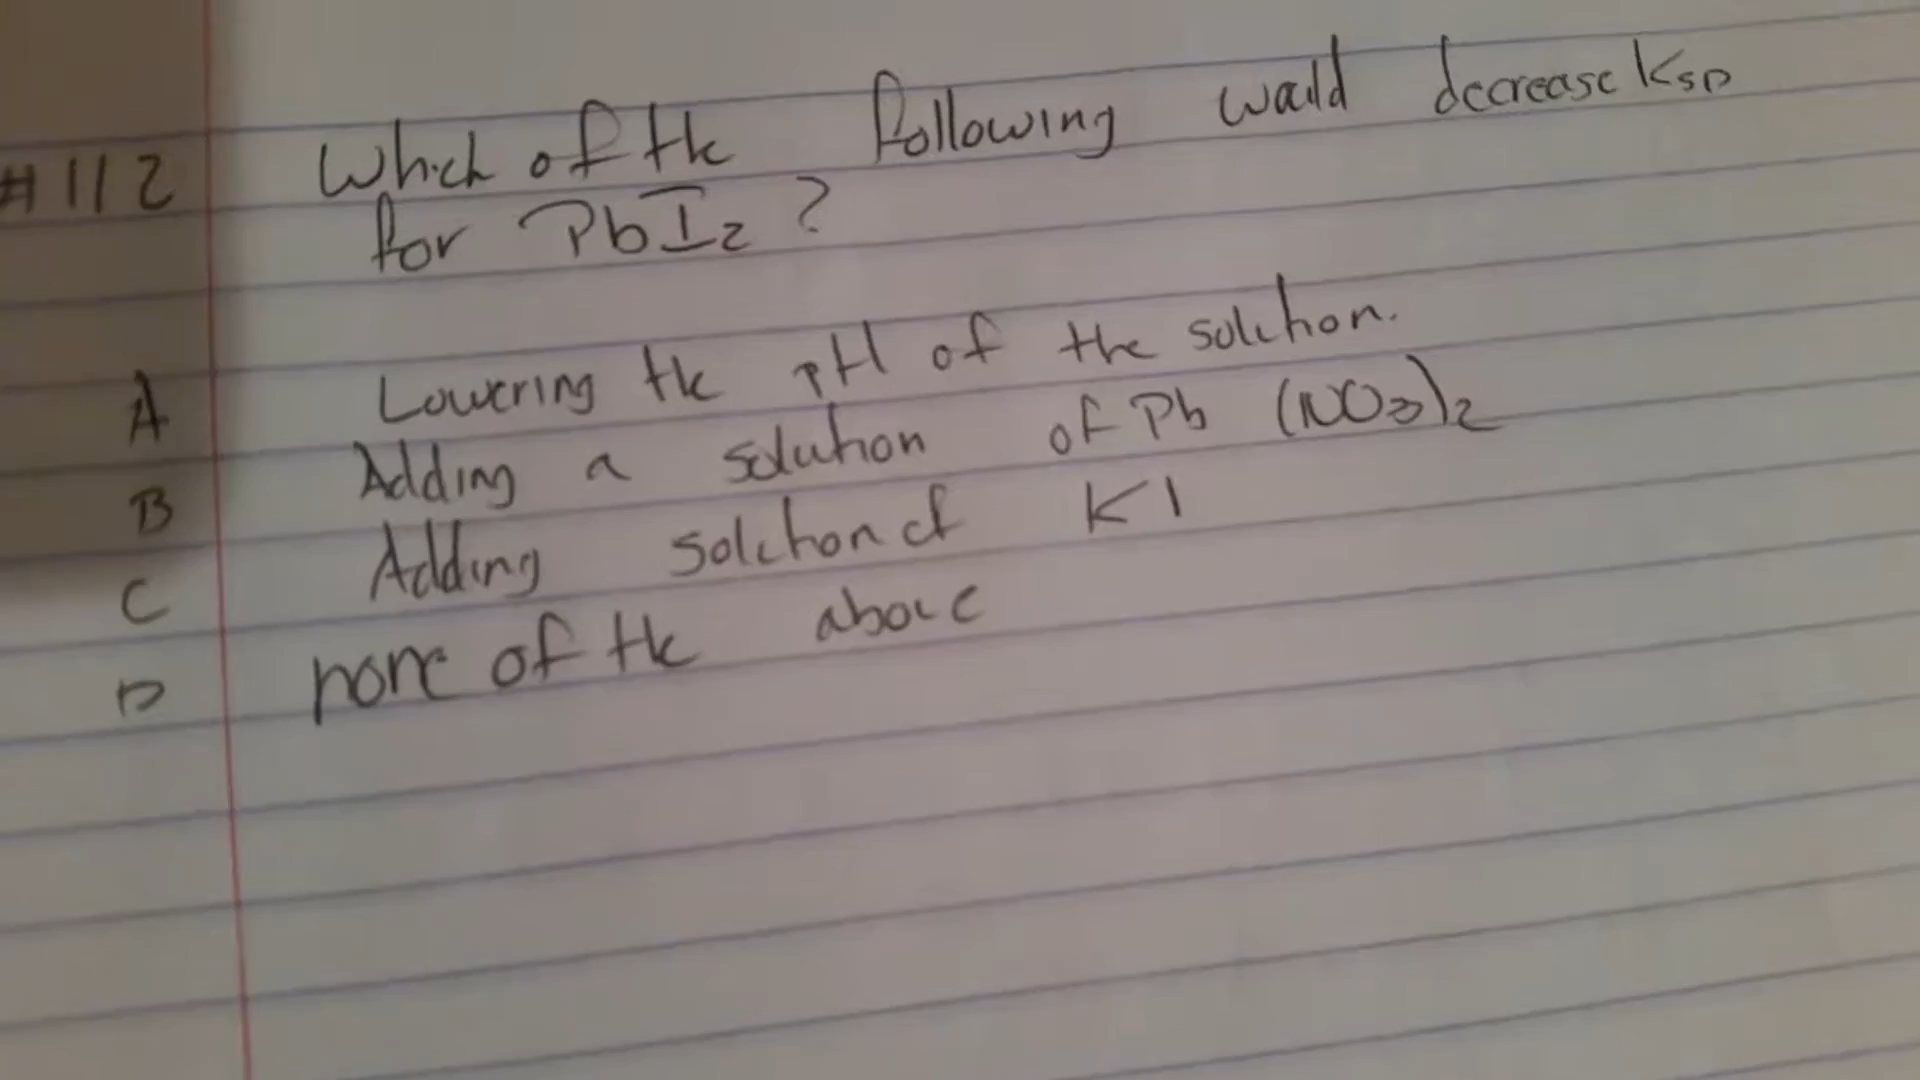 #112 Which of the following would decrease Ksp
for PbI2?
A Lowering the pH of the solution.
B Adding a solution of Pb (NO3)2
C Adding solution of KI
D none of the above